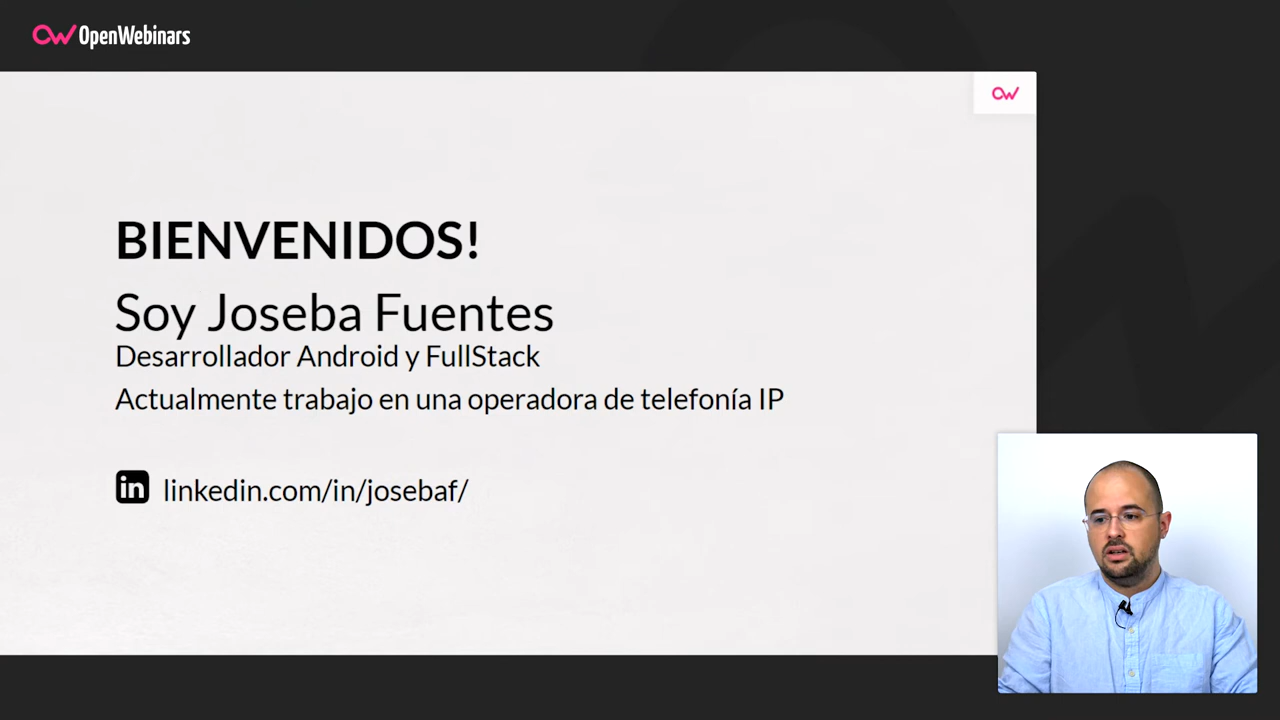 OpenWebinars
BIENVENIDOS!
Soy Joseba Fuentes
Desarrollador Android y FullStack
Actualmente trabajo en una operadora de telefonía IP
in linkedin.com/in/josebaf/